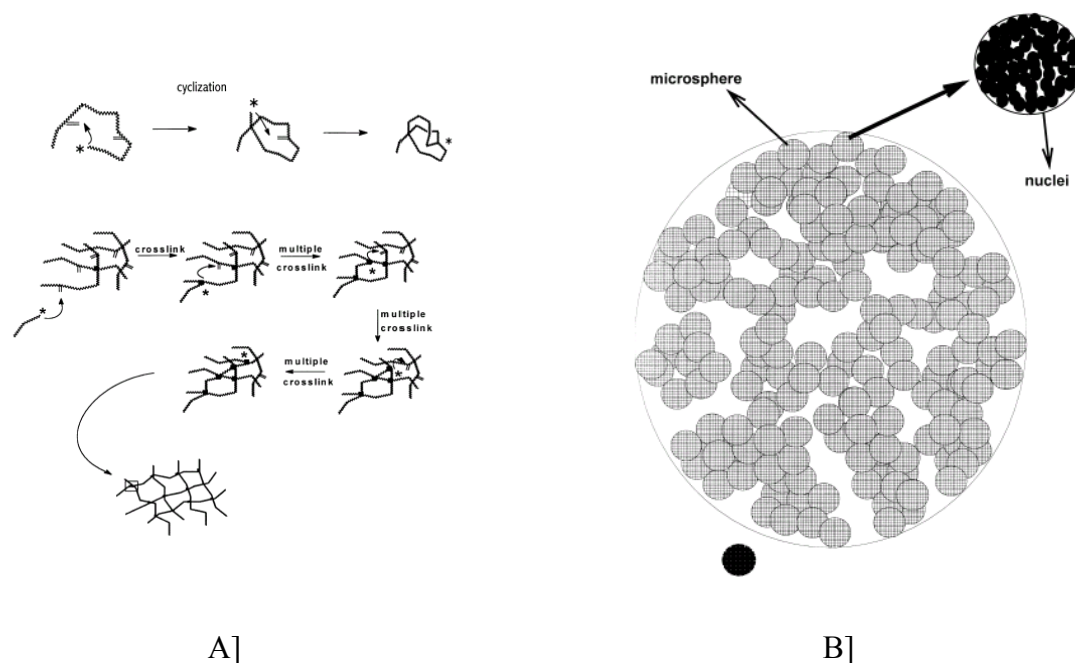 cyclization
*
*
*
crosslink
multiple
crosslink
*
*
*
multiple
crosslink
multiple
crosslink
*
*
A]
microsphere
nuclei
B]